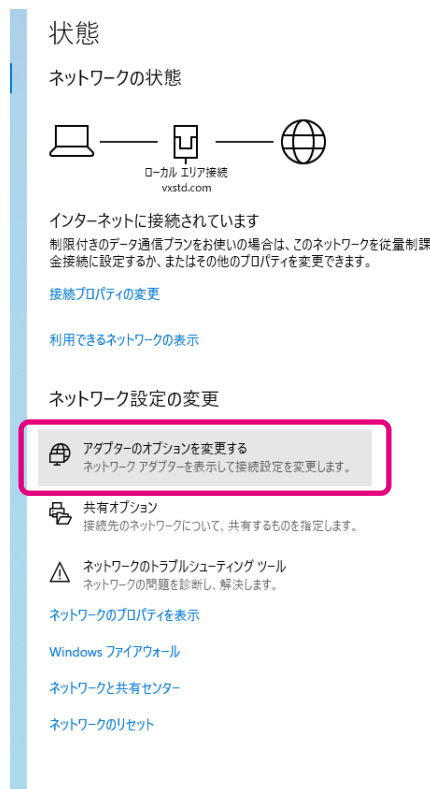 状態
ネットワークの状態
ローカル エリア接続
vxstd.com
インターネットに接続されています
制限付きのデータ通信プランをお使いの場合は、このネットワークを従量制課
金接続に設定するか、またはその他のプロパティを変更できます。
接続プロパティの変更
利用できるネットワークの表示
ネットワーク設定の変更
アダプターのオプションを変更する
ネットワーク アダプターを表示して接続設定を変更します。
共有オプション
接続先のネットワークについて、共有するものを指定します。
ネットワークのトラブルシューティング ツール
ネットワークの問題を診断し、解決します。
ネットワークのプロパティを表示
Windows ファイアウォール
ネットワークと共有センター
ネットワークのリセット